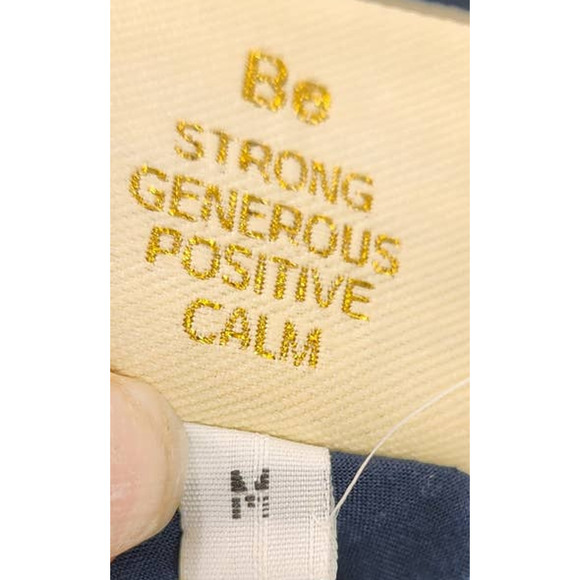 Be
STRONG
GENEROUS
POSITIVE
CALM
M